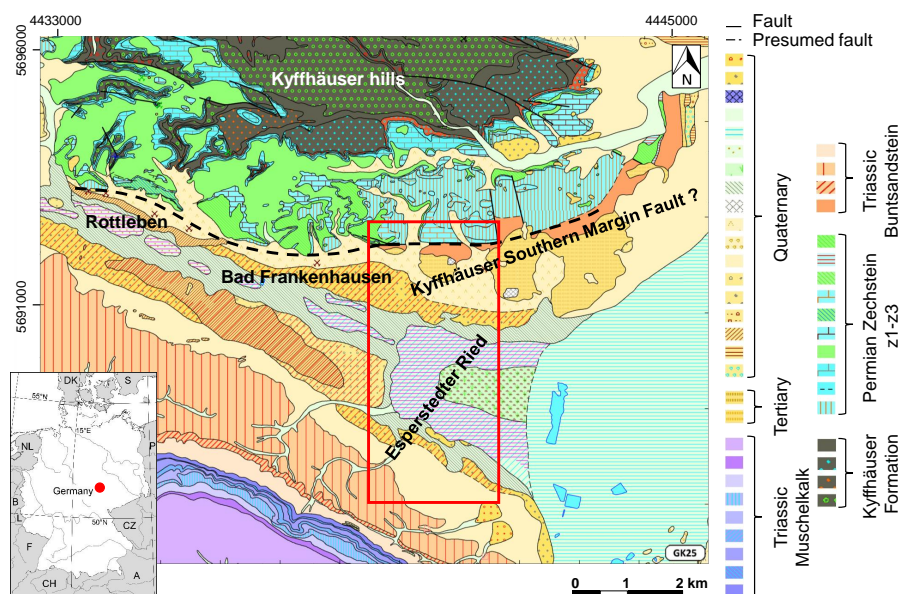 4433000
4445000
5696000
5691000
Kyffhäuser hills
N
Rottleben
Bad Frankenhausen
Kyffhäuser Southern Margin Fault ?
Esperstedter Ried
GK25
0 1 2 km
DK
S
55°N
15°E
NL
P
Germany
B
L
50°N
CZ
F
CH
A
Fault
Presumed fault
Quaternary
Tertiary
Triassic
Muschelkalk
Triassic
Buntsandstein
Permian Zechstein
z1-z3
Kyffhäuser
Formation